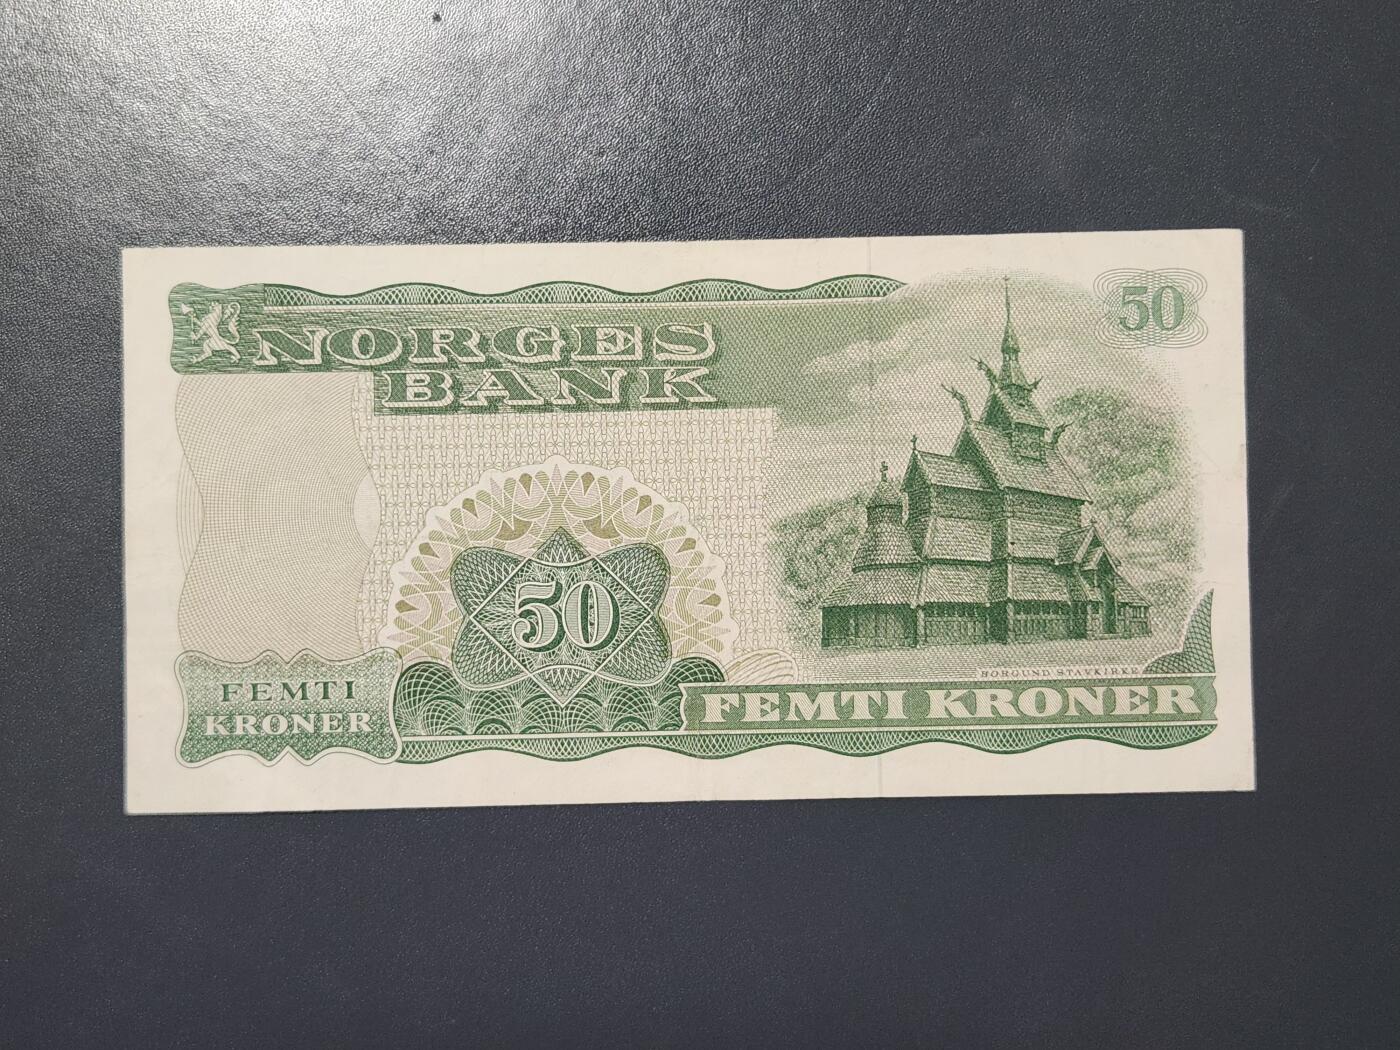 NORGES
BANK
50
50
BORGUND STAVKIRKE
FEMTI
KRONER
FEMTI KRONER